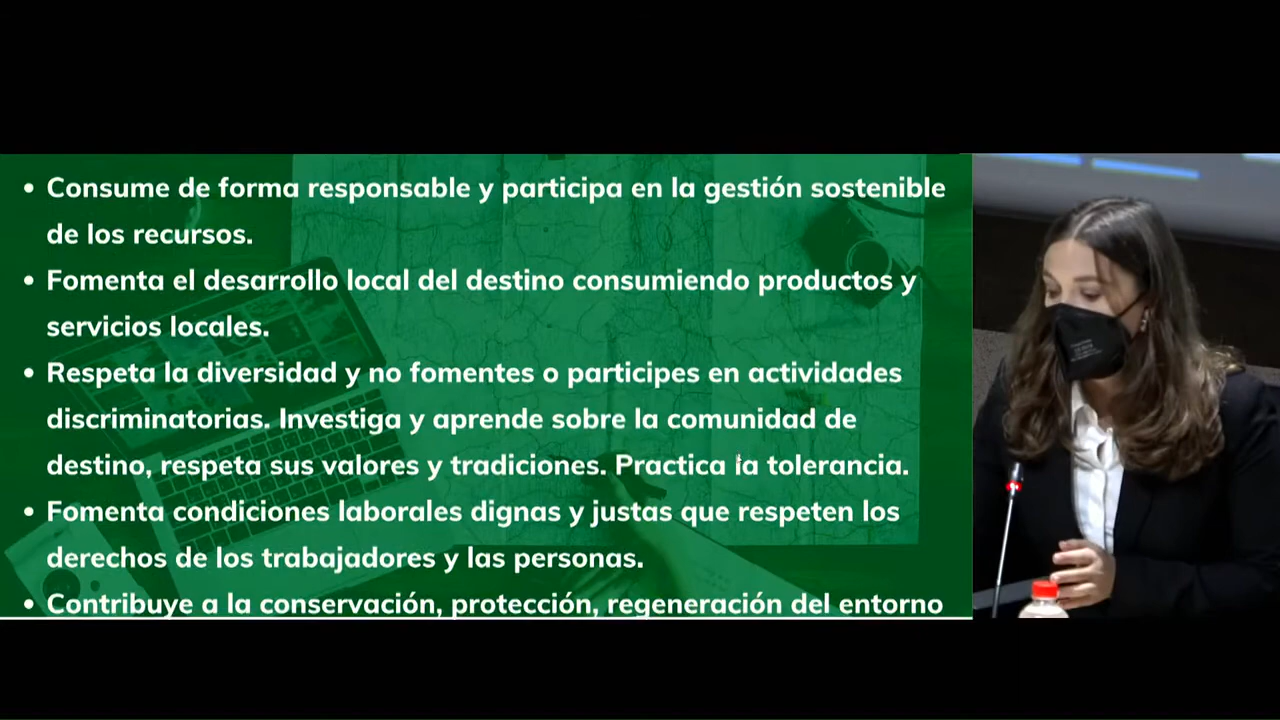 • Consume de forma responsable y participa en la gestión sostenible
de los recursos.
• Fomenta el desarrollo local del destino consumiendo productos y
servicios locales.
• Respeta la diversidad y no fomentes o participes en actividades
discriminatorias. Investiga y aprende sobre la comunidad de
destino, respeta sus valores y tradiciones. Practica la tolerancia.
• Fomenta condiciones laborales dignas y justas que respeten los
derechos de los trabajadores y las personas.
• Contribuye a la conservación, protección, regeneración del entorno